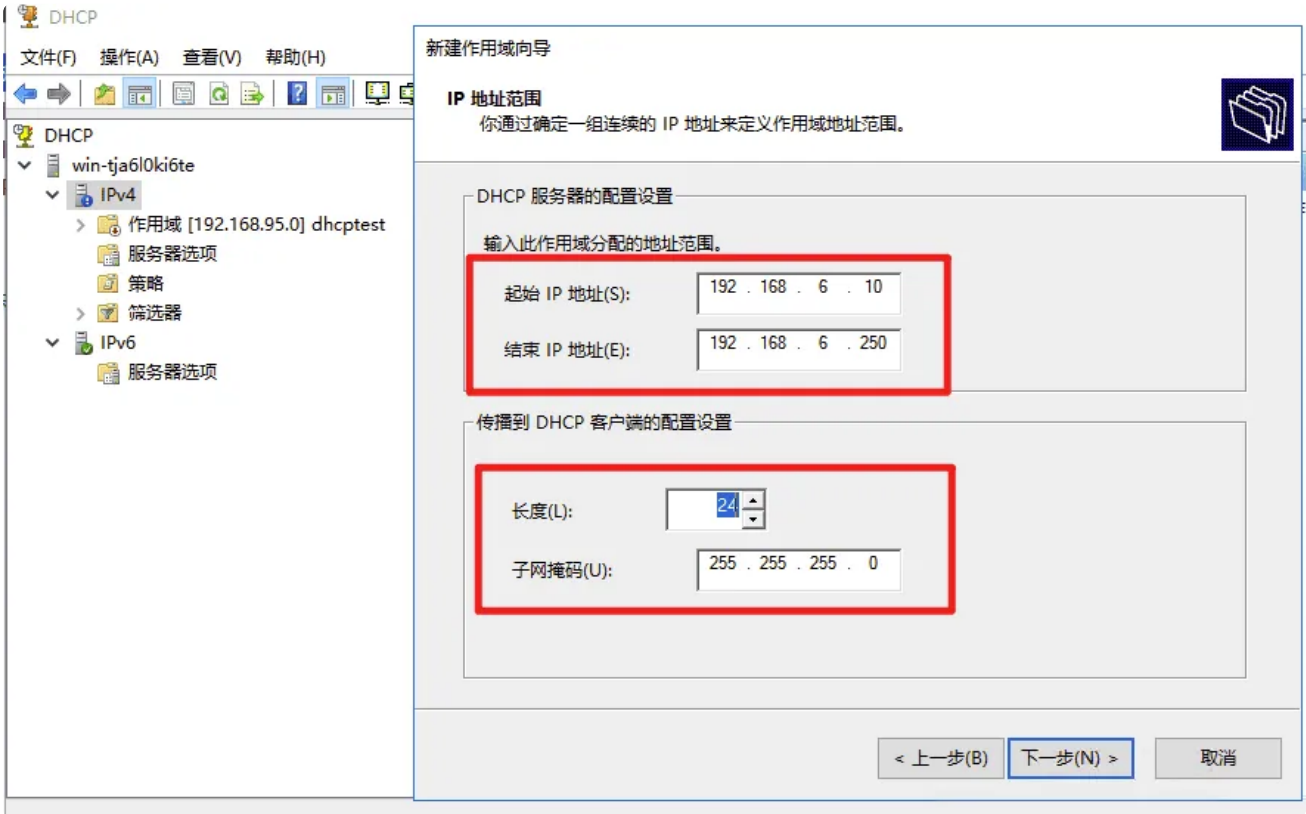 DHCP
文件(F) 操作(A) 查看(V) 帮助(H)
DHCP
win-tja6l0ki6te
IPv4
作用域 [192.168.95.0] dhcptest
服务器选项
策略
筛选器
IPv6
服务器选项
新建作用域向导
IP 地址范围
你通过确定一组连续的 IP 地址来定义作用域地址范围。
DHCP 服务器的配置设置
输入此作用域分配的地址范围。
起始 IP 地址(S): 192 . 168 . 6 . 10
结束 IP 地址(E): 192 . 168 . 6 . 250
传播到 DHCP 客户端的配置设置
长度(L): 24
子网掩码(U): 255 . 255 . 255 . 0
< 上一步(B) 下一步(N) > 取消